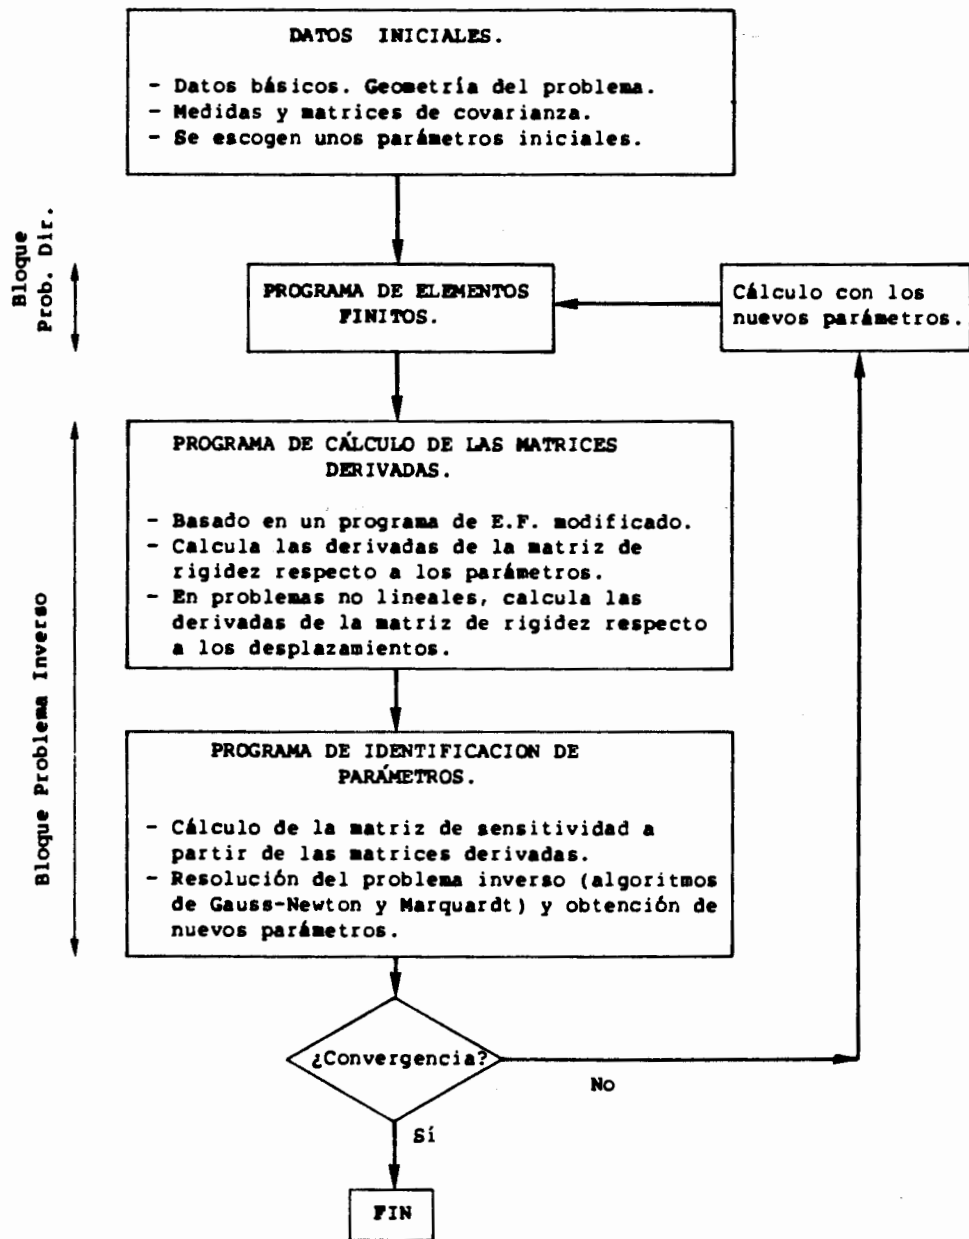 DATOS INICIALES.
- Datos básicos. Geometría del problema.
- Medidas y matrices de covarianza.
- Se escogen unos parámetros iniciales.
Bloque
Prob. Dir.
PROGRAMA DE ELEMENTOS
FINITOS.
Cálculo con los
nuevos parámetros.
PROGRAMA DE CÁLCULO DE LAS MATRICES
DERIVADAS.
- Basado en un programa de E.F. modificado.
- Calcula las derivadas de la matriz de
rigidez respecto a los parámetros.
- En problemas no lineales, calcula las
derivadas de la matriz de rigidez respecto
a los desplazamientos.
Bloque Problema Inverso
PROGRAMA DE IDENTIFICACION DE
PARÁMETROS.
- Cálculo de la matriz de sensitividad a
partir de las matrices derivadas.
- Resolución del problema inverso (algoritmos
de Gauss-Newton y Marquardt) y obtención de
nuevos parámetros.
¿Convergencia?
No
Sí
FIN